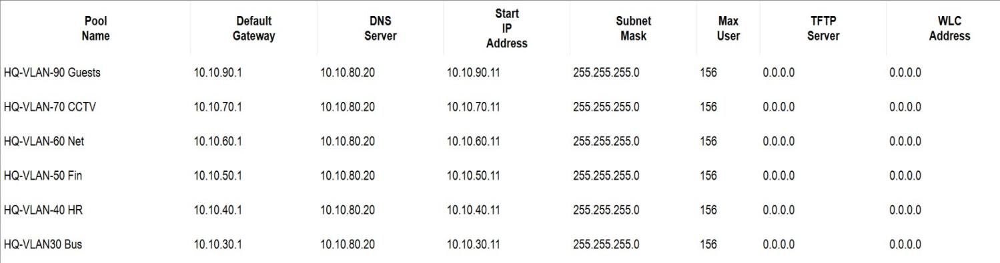 Pool Name	Default Gateway	DNS Server	Start IP Address	Subnet Mask	Max User	TFTP Server	WLC Address
HQ-VLAN-90 Guests	10.10.90.1	10.10.80.20	10.10.90.11	255.255.255.0	156	0.0.0.0	0.0.0.0
HQ-VLAN-70 CCTV	10.10.70.1	10.10.80.20	10.10.70.11	255.255.255.0	156	0.0.0.0	0.0.0.0
HQ-VLAN-60 Net	10.10.60.1	10.10.80.20	10.10.60.11	255.255.255.0	156	0.0.0.0	0.0.0.0
HQ-VLAN-50 Fin	10.10.50.1	10.10.80.20	10.10.50.11	255.255.255.0	156	0.0.0.0	0.0.0.0
HQ-VLAN-40 HR	10.10.40.1	10.10.80.20	10.10.40.11	255.255.255.0	156	0.0.0.0	0.0.0.0
HQ-VLAN30 Bus	10.10.30.1	10.10.80.20	10.10.30.11	255.255.255.0	156	0.0.0.0	0.0.0.0